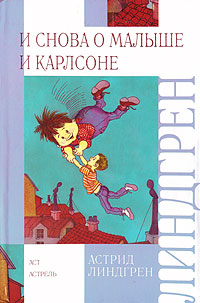 И СНОВА О МАЛЫШЕ
И КАРЛСОНЕ
ЛИНДГРЕН
АСТ
АСТРЕЛЬ
АСТРИД
ЛИНДГРЕН